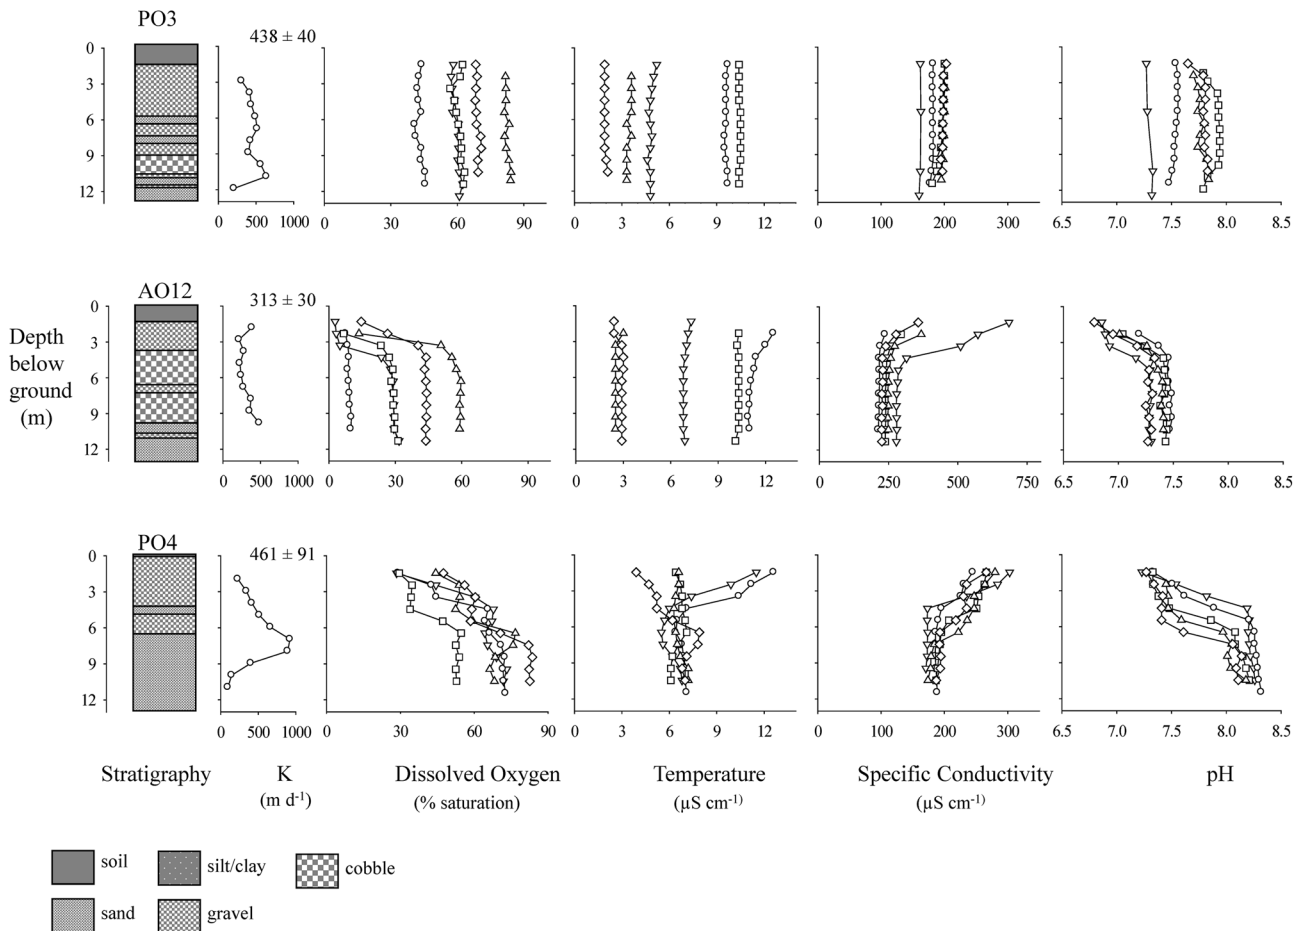 PO3
438 ± 40
0
3
6
9
12
0 500 1000
0 30 60 90
0 3 6 9 12
0 100 200 300
6.5 7.0 7.5 8.0 8.5
AO12
313 ± 30
Depth
below
ground
(m)
0
3
6
9
12
0 500 1000
0 30 60 90
0 3 6 9 12
0 250 500 750
6.5 7.0 7.5 8.0 8.5
PO4
461 ± 91
0
3
6
9
12
0 500 1000
0 30 60 90
0 3 6 9 12
0 100 200 300
6.5 7.0 7.5 8.0 8.5
Stratigraphy K Dissolved Oxygen Temperature Specific Conductivity pH
(m d-1) (% saturation) (µS cm-1) (µS cm-1)
soil silt/clay cobble
sand gravel